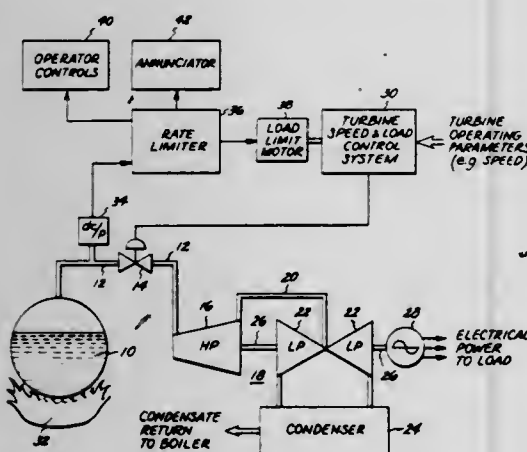 40
42
OPERATOR
CONTROLS
ANNUNCIATOR
36
38
30
RATE
LIMITER
LOAD
LIMIT
MOTOR
TURBINE
SPEED & LOAD
CONTROL
SYSTEM
TURBINE
OPERATING
PARAMETERS
(e.g. SPEED)
34
dc/p
12
14
12
20
16
HP
26
22
LP
22
LP
28
26
18
ELECTRICAL
POWER
TO LOAD
10
32
CONDENSATE
RETURN
TO BOILER
CONDENSER
24